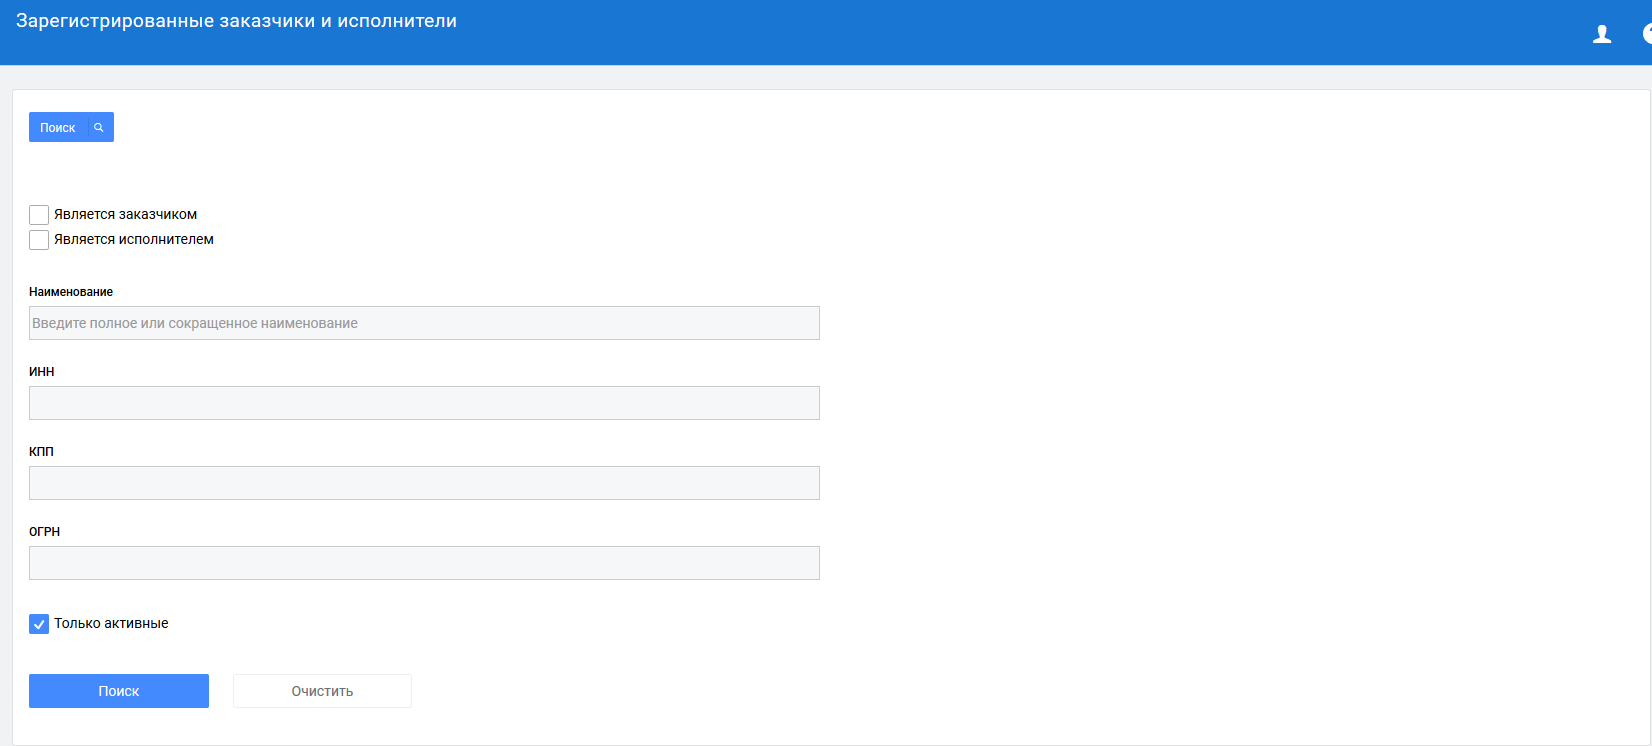 Зарегистрированные заказчики и исполнители
Поиск
Является заказчиком
Является исполнителем
Наименование
Введите полное или сокращенное наименование
ИНН
КПП
ОГРН
Только активные
Поиск
Очистить